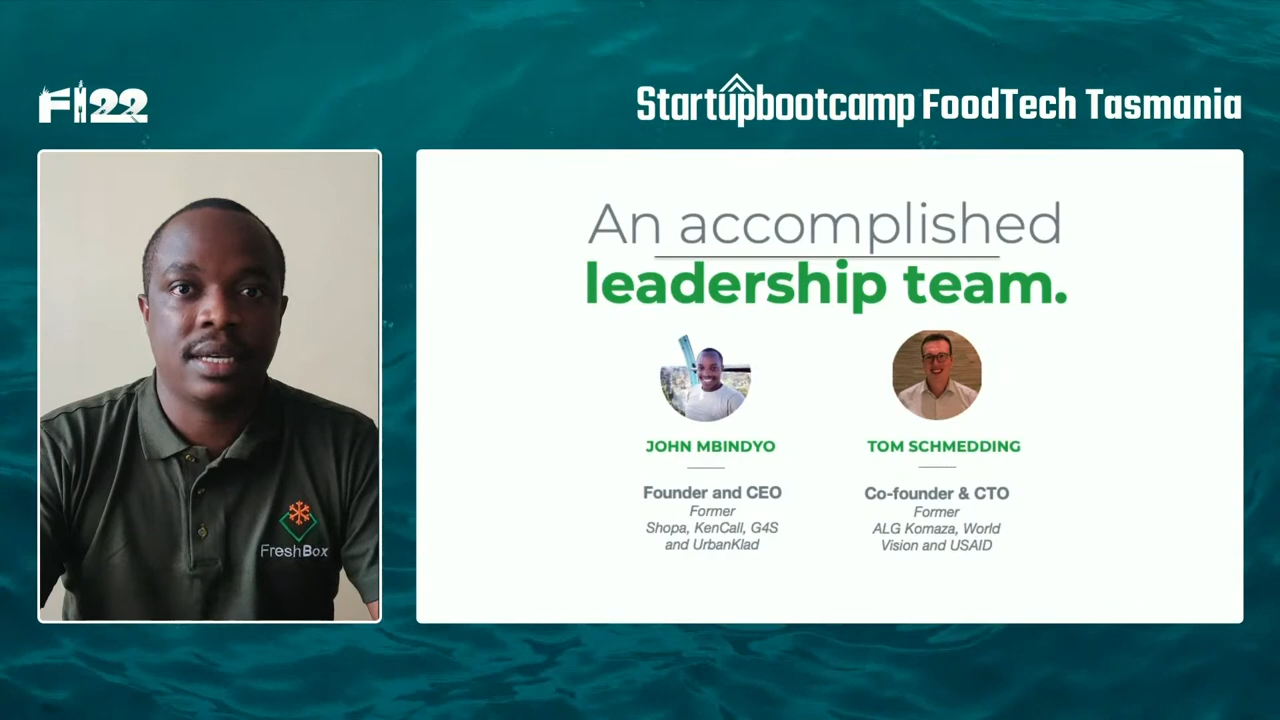 FI22
Startupbootcamp FoodTech Tasmania
An accomplished
leadership team.
JOHN MBINDYO
Founder and CEO
Former
Shopa, KenCall, G4S
and UrbanKlad
TOM SCHMEDDING
Co-founder & CTO
Former
ALG Komaza, World
Vision and USAID
FreshBox